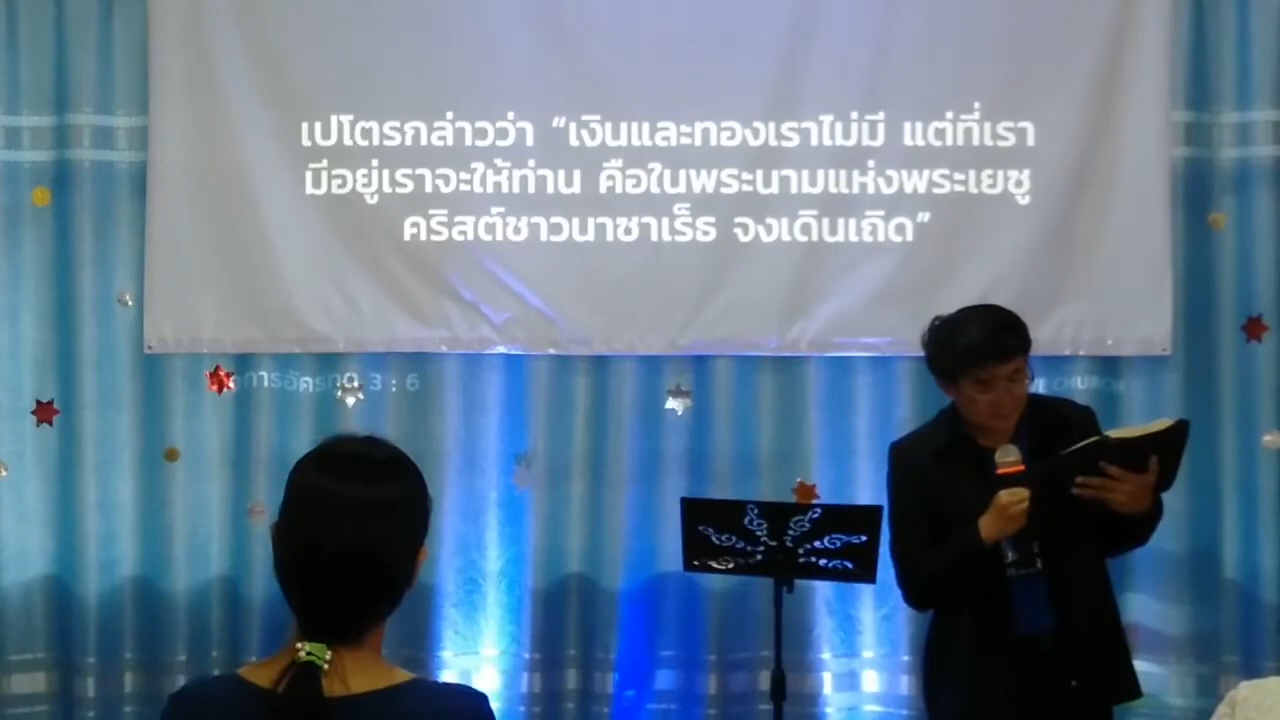 เปโตรกล่าวว่า “เงินและทองเราไม่มี แต่ที่เรา
มีอยู่เราจะให้ท่าน คือในพระนามแห่งพระเยซู
คริสต์ชาวนาซาเร็ธ จงเดินเถิด”
3 : 6
CHURCH